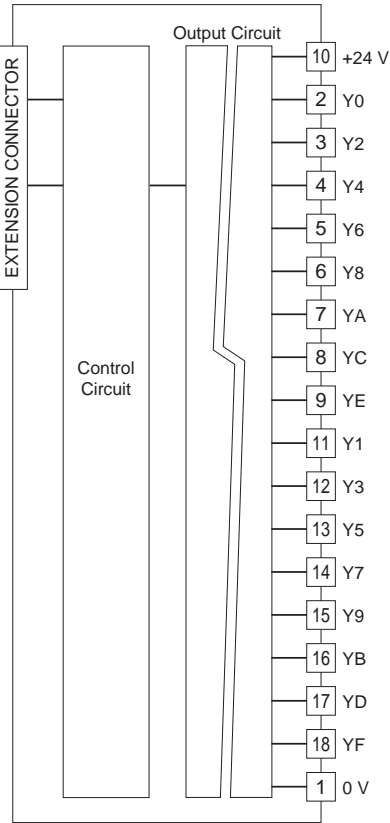 Output Circuit
EXTENSION CONNECTOR
Control
Circuit
10 +24 V
2 Y0
3 Y2
4 Y4
5 Y6
6 Y8
7 YA
8 YC
9 YE
11 Y1
12 Y3
13 Y5
14 Y7
15 Y9
16 YB
17 YD
18 YF
1 0 V